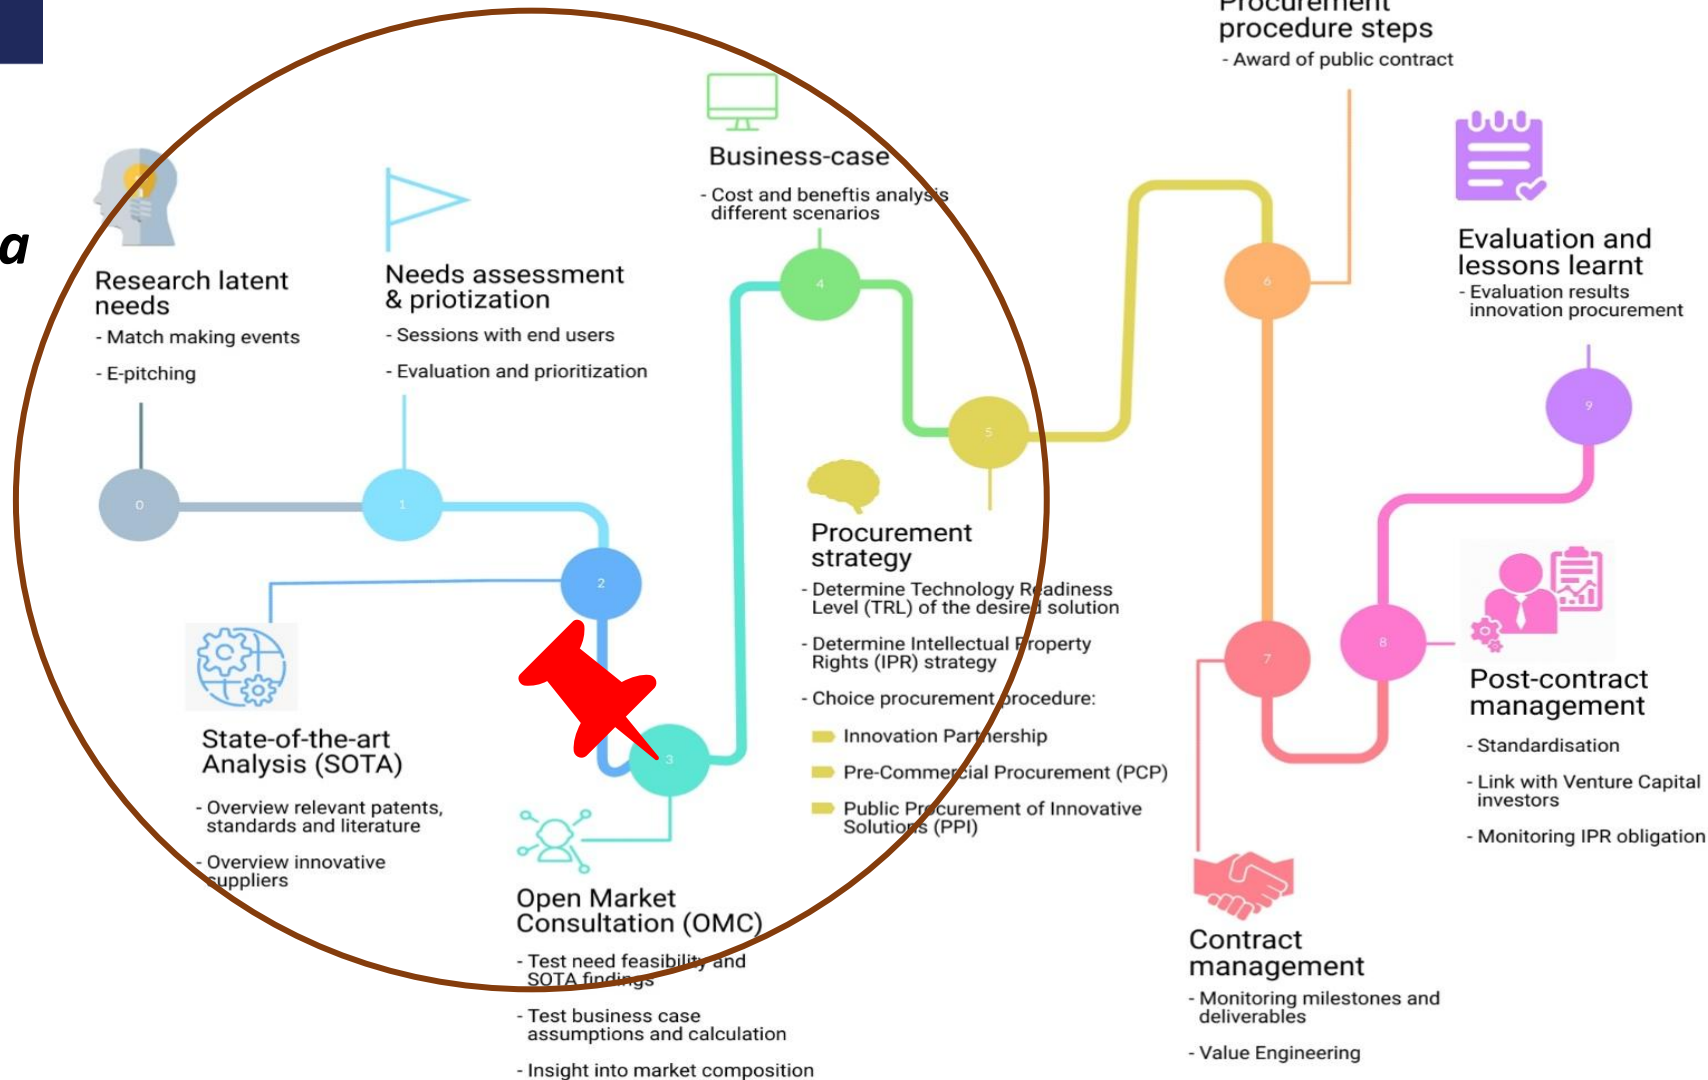 a
Research latent
needs
- Match making events
- E-pitching
0
Needs assessment
& priotization
- Sessions with end users
- Evaluation and prioritization
1
2
State-of-the-art
Analysis (SOTA)
- Overview relevant patents,
standards and literature
- Overview innovative
suppliers
3
Open Market
Consultation (OMC)
- Test need feasibility and
SOTA findings
- Test business case
assumptions and calculation
- Insight into market composition
Business-case
- Cost and beneftis analysis
different scenarios
4
5
Procurement
strategy
- Determine Technology Readiness
Level (TRL) of the desired solution
- Determine Intellectual Property
Rights (IPR) strategy
- Choice procurement procedure:
Innovation Partnership
Pre-Commercial Procurement (PCP)
Public Procurement of Innovative
Solutions (PPI)
Procurement
procedure steps
- Award of public contract
6
7
Contract
management
- Monitoring milestones and
deliverables
- Value Engineering
8
Post-contract
management
- Standardisation
- Link with Venture Capital
investors
- Monitoring IPR obligation
Evaluation and
lessons learnt
- Evaluation results
innovation procurement
9